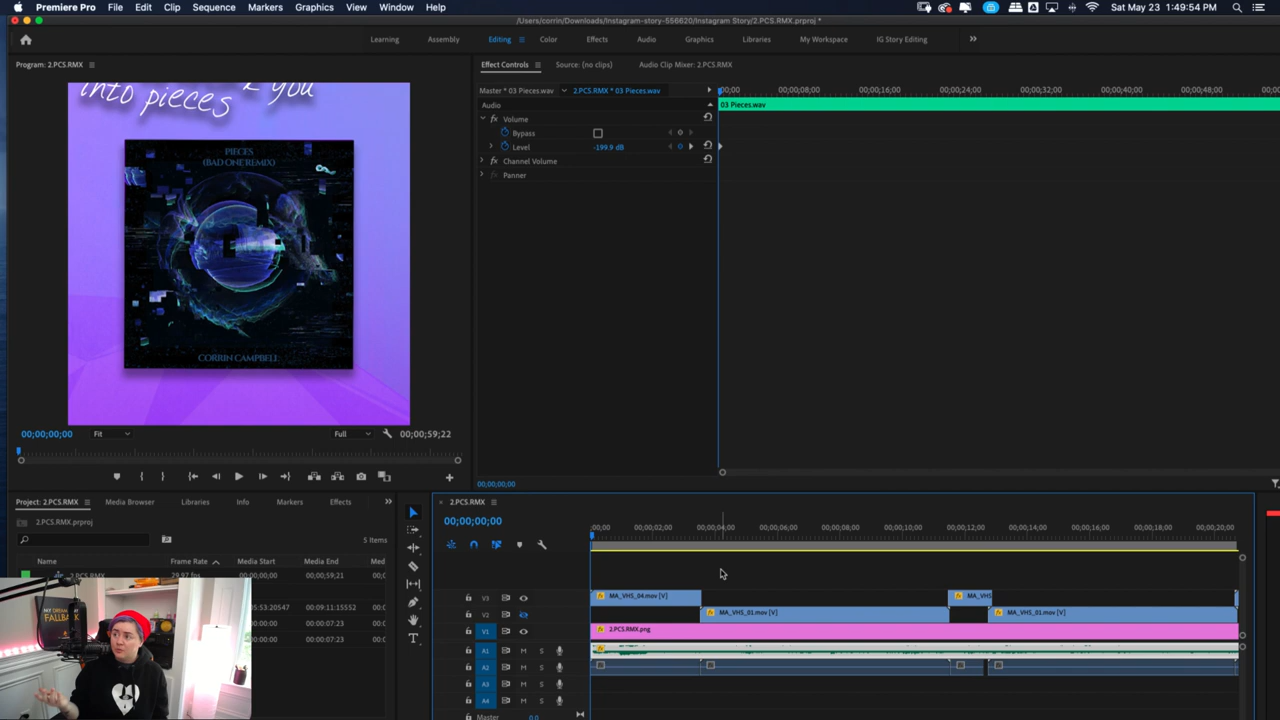 Premiere Pro File Edit Clip Sequence Markers Graphics View Window Help Sat May 23 1:49:54 PM
/Users/corrin/Downloads/Instagram-story-556620/Instagram Story/2.PCS.RMX.prproj *
Learning Assembly Editing Color Effects Audio Graphics Libraries My Workspace IG Story Editing
Program: 2.PCS.RMX
Effect Controls Source: (no clips) Audio Clip Mixer: 2.PCS.RMX
into pieces & you
PIECES
(BAD ONE REMIX)
CORRIN CAMPBELL
Master * 03 Pieces.wav 2.PCS.RMX * 03 Pieces.wav
:00;00 00;00;08;00 00;00;16;00 00;00;24;00 00;00;32;00 00;00;40;00 00;00;48;00
Audio
03 Pieces.wav
fx Volume
Bypass
Level -199.9 dB
fx Channel Volume
fx Panner
00;00;00;00 Fit Full 00;00;59;22
00;00;00;00
Project: 2.PCS.RMX Media Browser Libraries Info Markers Effects
2.PCS.RMX.prproj
5 Items
Name Frame Rate Media Start Media End Med
2.PCS.RMX 29.97 fps 00;00;00;00 00;00;59;21 00;0
:53:20547 00:09:11:15552 00:0
00;00;07;23 00;0
00;00;07;23 00;0
MY DREAM
FALLBACK
× 2.PCS.RMX
00;00;00;00
:00;00 00;00;02;00 00;00;04;00 00;00;06;00 00;00;08;00 00;00;10;00 00;00;12;00 00;00;14;00 00;00;16;00 00;00;18;00 00;00;20;00
V3 MA_VHS_04.mov [V] MA_VHS
V2 MA_VHS_01.mov [V] MA_VHS_01.mov [V]
V1 2.PCS.RMX.png
A1 M S
A2 M S
A3 M S
A4 M S
Master 0.0